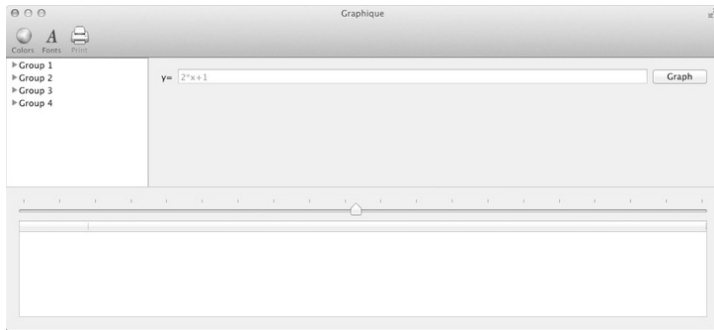 Graphique
Colors Fonts Print
Group 1
Group 2
Group 3
Group 4
y= 2*x+1 Graph